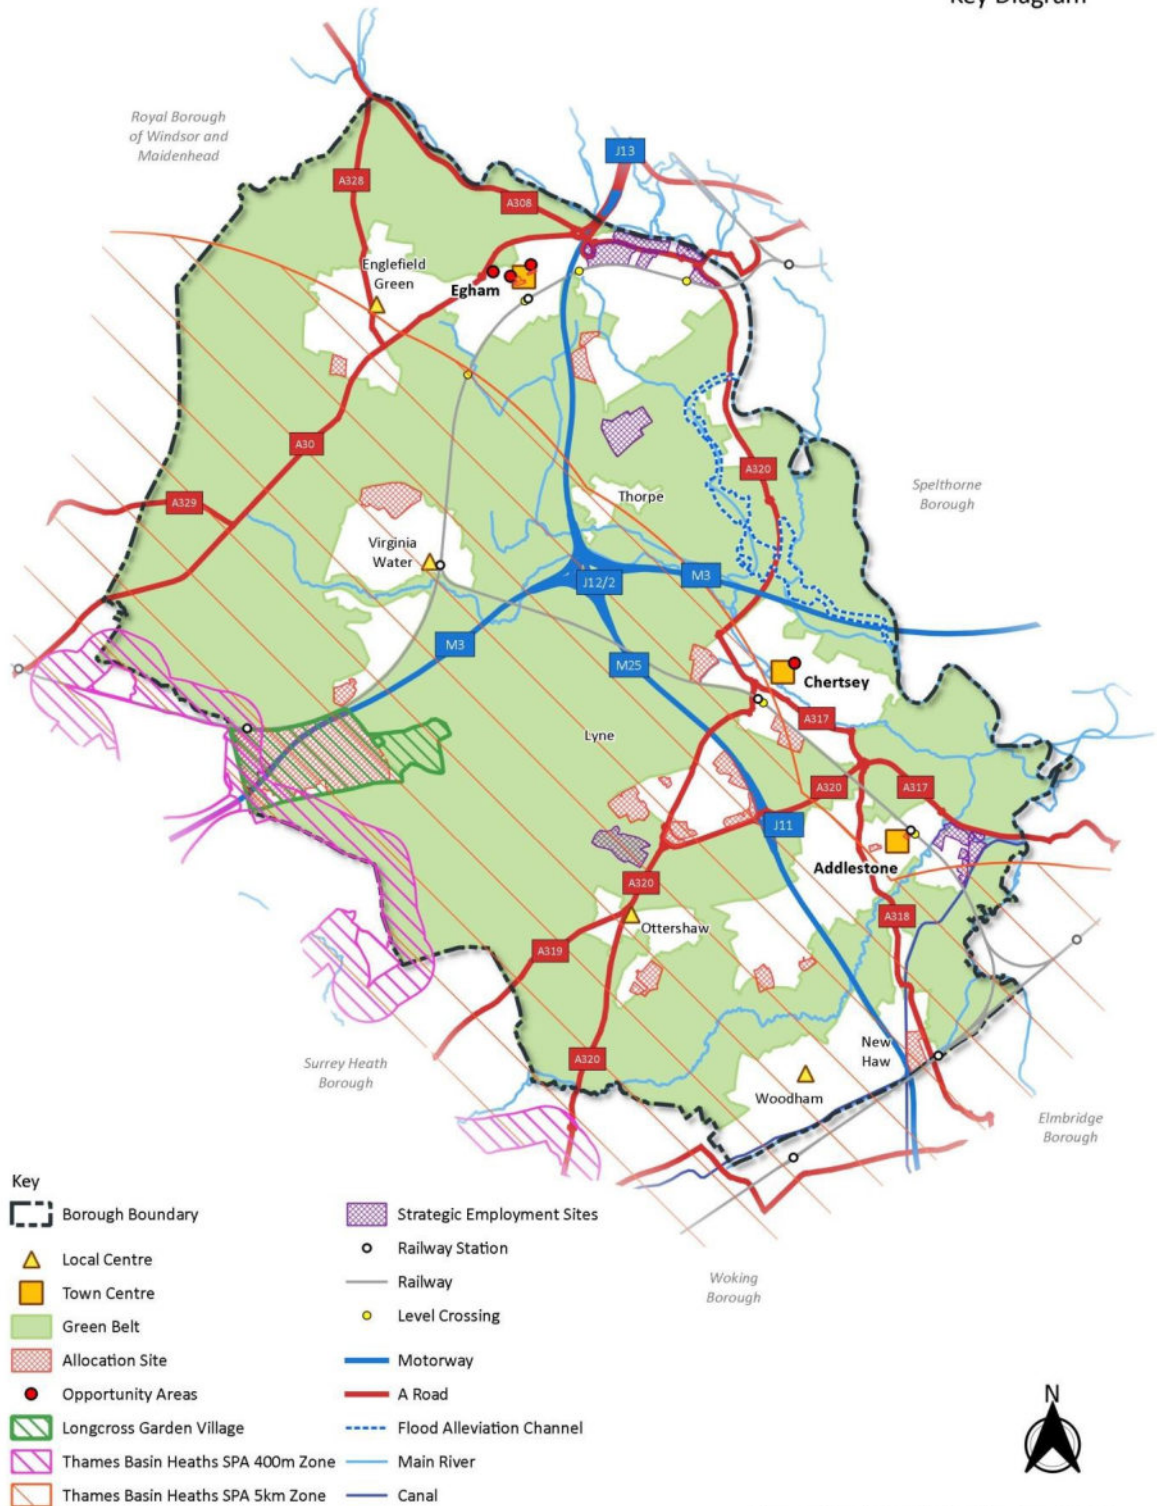 Key Diagram
Royal Borough
of Windsor and
Maidenhead
J13
A328
A308
Englefield
Green
Egham
A30
A320
Thorpe
Spelthorne
Borough
A329
Virginia
Water
J12/2
M3
M3
M25
Chertsey
A317
Lyne
A320
A317
J11
Addlestone
A320
A318
Ottershaw
A319
New
Haw
Surrey Heath
Borough
A320
Woodham
Elmbridge
Borough
Woking
Borough
Key
Borough Boundary
Local Centre
Town Centre
Green Belt
Allocation Site
Opportunity Areas
Longcross Garden Village
Thames Basin Heaths SPA 400m Zone
Thames Basin Heaths SPA 5km Zone
Strategic Employment Sites
Railway Station
Railway
Level Crossing
Motorway
A Road
Flood Alleviation Channel
Main River
Canal
N